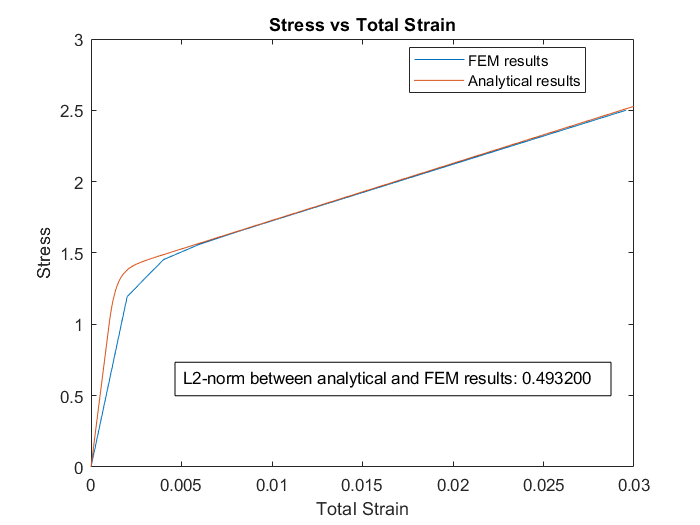 Stress vs Total Strain
3
FEM results
Analytical results
2.5
2
1.5
Stress
1
L2-norm between analytical and FEM results: 0.493200
0.5
0
0
0.005
0.01
0.015
0.02
0.025
0.03
Total Strain